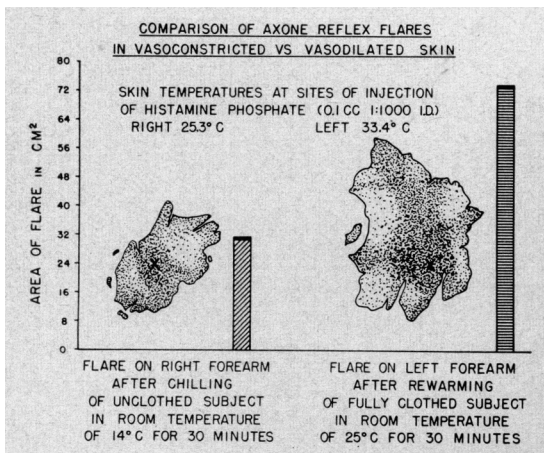 COMPARISON OF AXONE REFLEX FLARES
IN VASOCONSTRICTED VS VASODILATED SKIN
80
72
64
56
48
40
32
24
16
8
0
AREA OF FLARE IN CM²
SKIN TEMPERATURES AT SITES OF INJECTION
OF HISTAMINE PHOSPHATE (0.1 CC 1:1000 I.D.)
RIGHT 25.3° C LEFT 33.4° C
FLARE ON RIGHT FOREARM
AFTER CHILLING
OF UNCLOTHED SUBJECT
IN ROOM TEMPERATURE
OF 14°C FOR 30 MINUTES
FLARE ON LEFT FOREARM
AFTER REWARMING
OF FULLY CLOTHED SUBJECT
IN ROOM TEMPERATURE
OF 25°C FOR 30 MINUTES